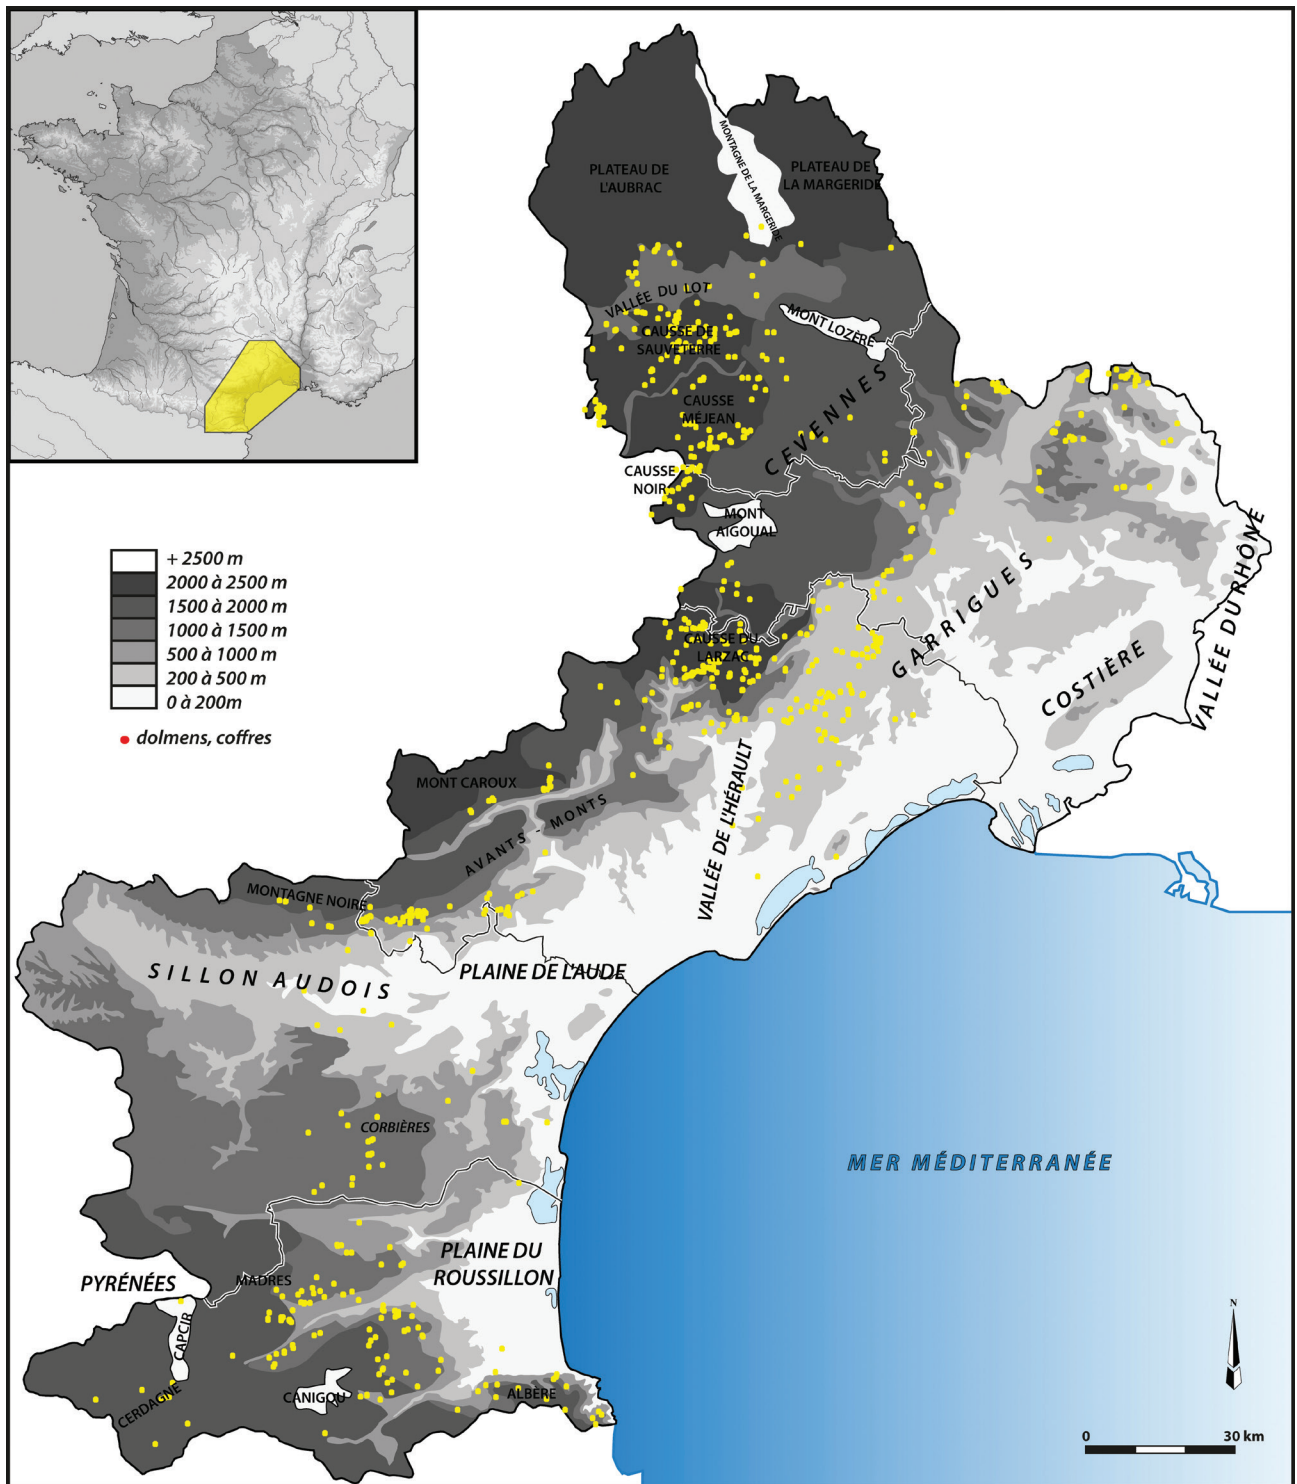 PLATEAU DE
L'AUBRAC
MONTAGNE DE LA MARGERIDE
PLATEAU DE
LA MARGERIDE
VALLÉE DU LOT
MONT LOZÈRE
CAUSSE DE
SAUVETERRE
CAUSSE
MÉJEAN
CEVENNES
CAUSSE
NOIR
MONT
AIGOUAL
+ 2500 m
2000 à 2500 m
1500 à 2000 m
1000 à 1500 m
500 à 1000 m
200 à 500 m
0 à 200m
dolmens, coffres
GARRIGUES
VALLÉE DU RHÔNE
CAUSSE DU
LARZAC
COSTIÈRE
MONT CAROUX
AVANTS - MONTS
VALLÉE DE L'HÉRAULT
MONTAGNE NOIRE
SILLON AUDOIS
PLAINE DE L'AUDE
CORBIÈRES
MER MÉDITERRANÉE
PLAINE DU
ROUSSILLON
PYRÉNÉES
MADRES
CAPCIR
CERDAGNE
CANIGOU
ALBÈRE
N
0
30 km